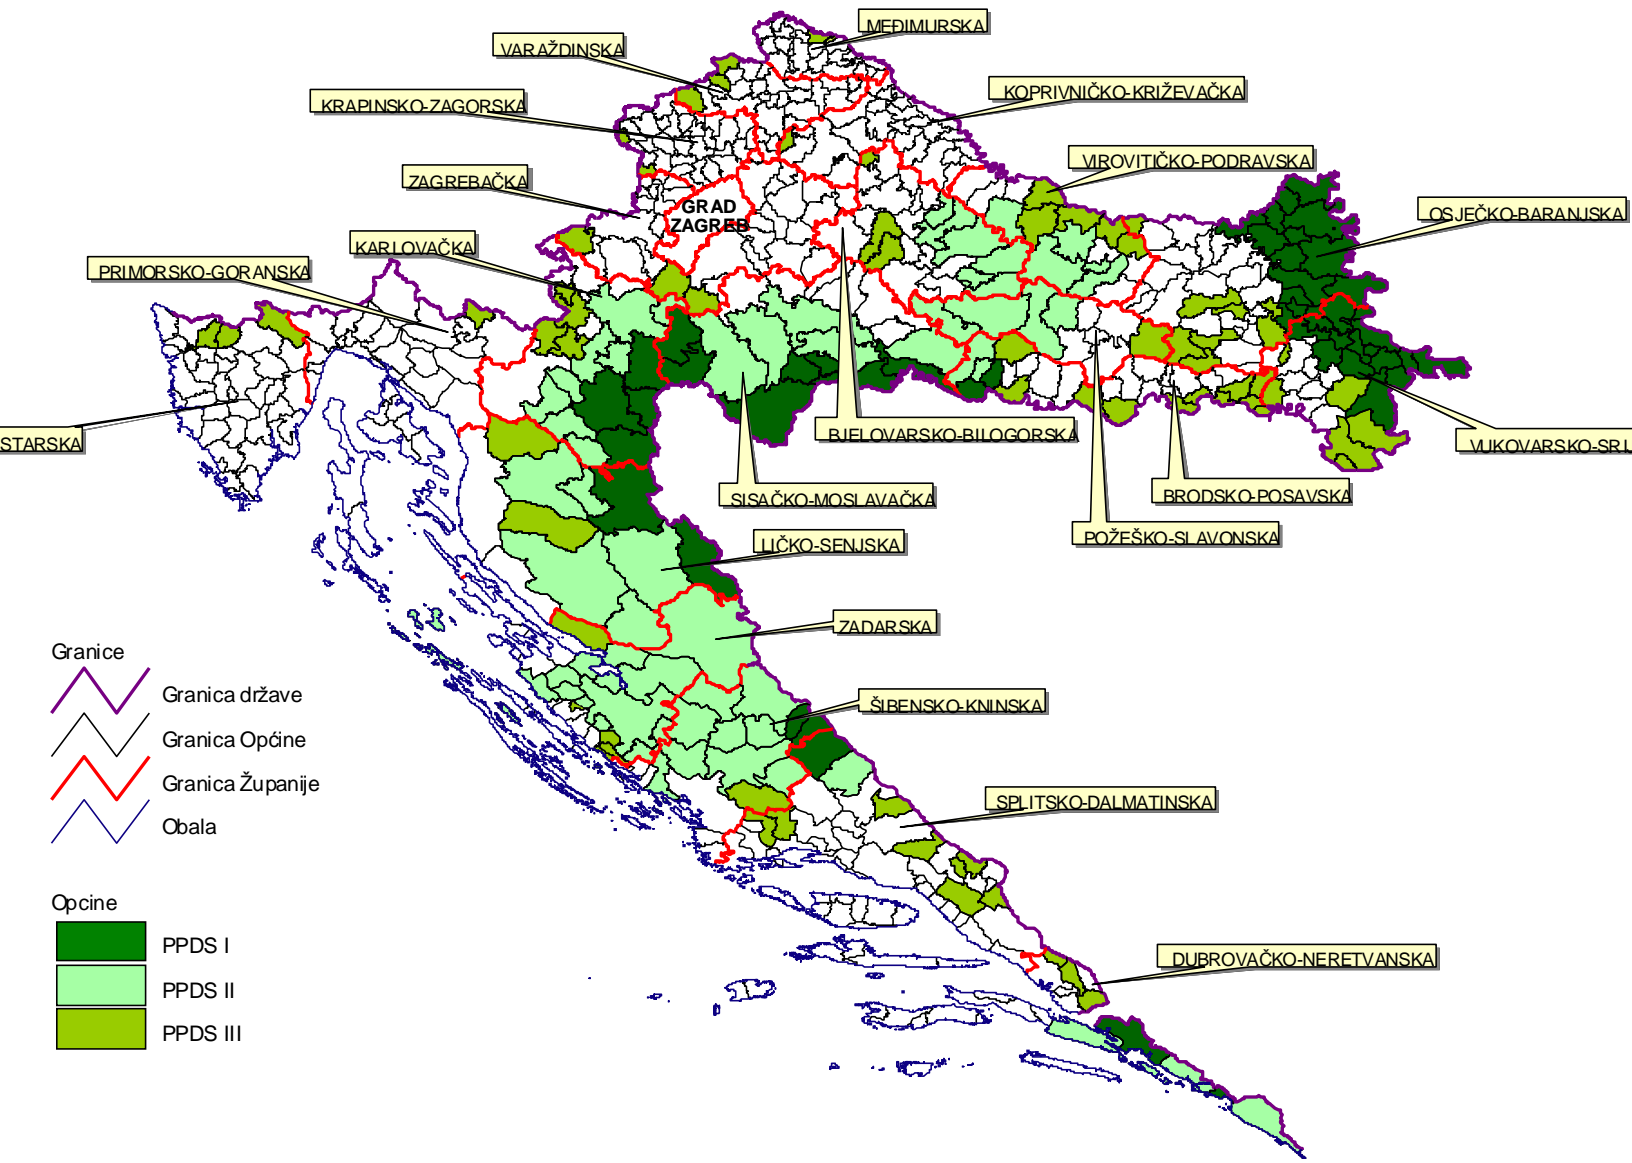 MEĐIMURSKA
VARAŽDINSKA
KOPRIVNIČKO-KRIŽEVAČKA
KRAPINSKO-ZAGORSKA
VIROVITIČKO-PODRAVSKA
ZAGREBAČKA
GRAD
ZAGREB
OSJEČKO-BARANJSKA
KARLOVAČKA
PRIMORSKO-GORANSKA
STARSKA
BJELOVARSKO-BILOGORSKA
VUKOVARSKO-SRIJ
SISAČKO-MOSLAVAČKA
BRODSKO-POSAVSKA
POŽEŠKO-SLAVONSKA
LIČKO-SENJSKA
ZADARSKA
ŠIBENSKO-KNINSKA
SPLITSKO-DALMATINSKA
DUBROVAČKO-NERETVANSKA
Granice
Granica države
Granica Općine
Granica Županije
Obala
Opcine
PPDS I
PPDS II
PPDS III